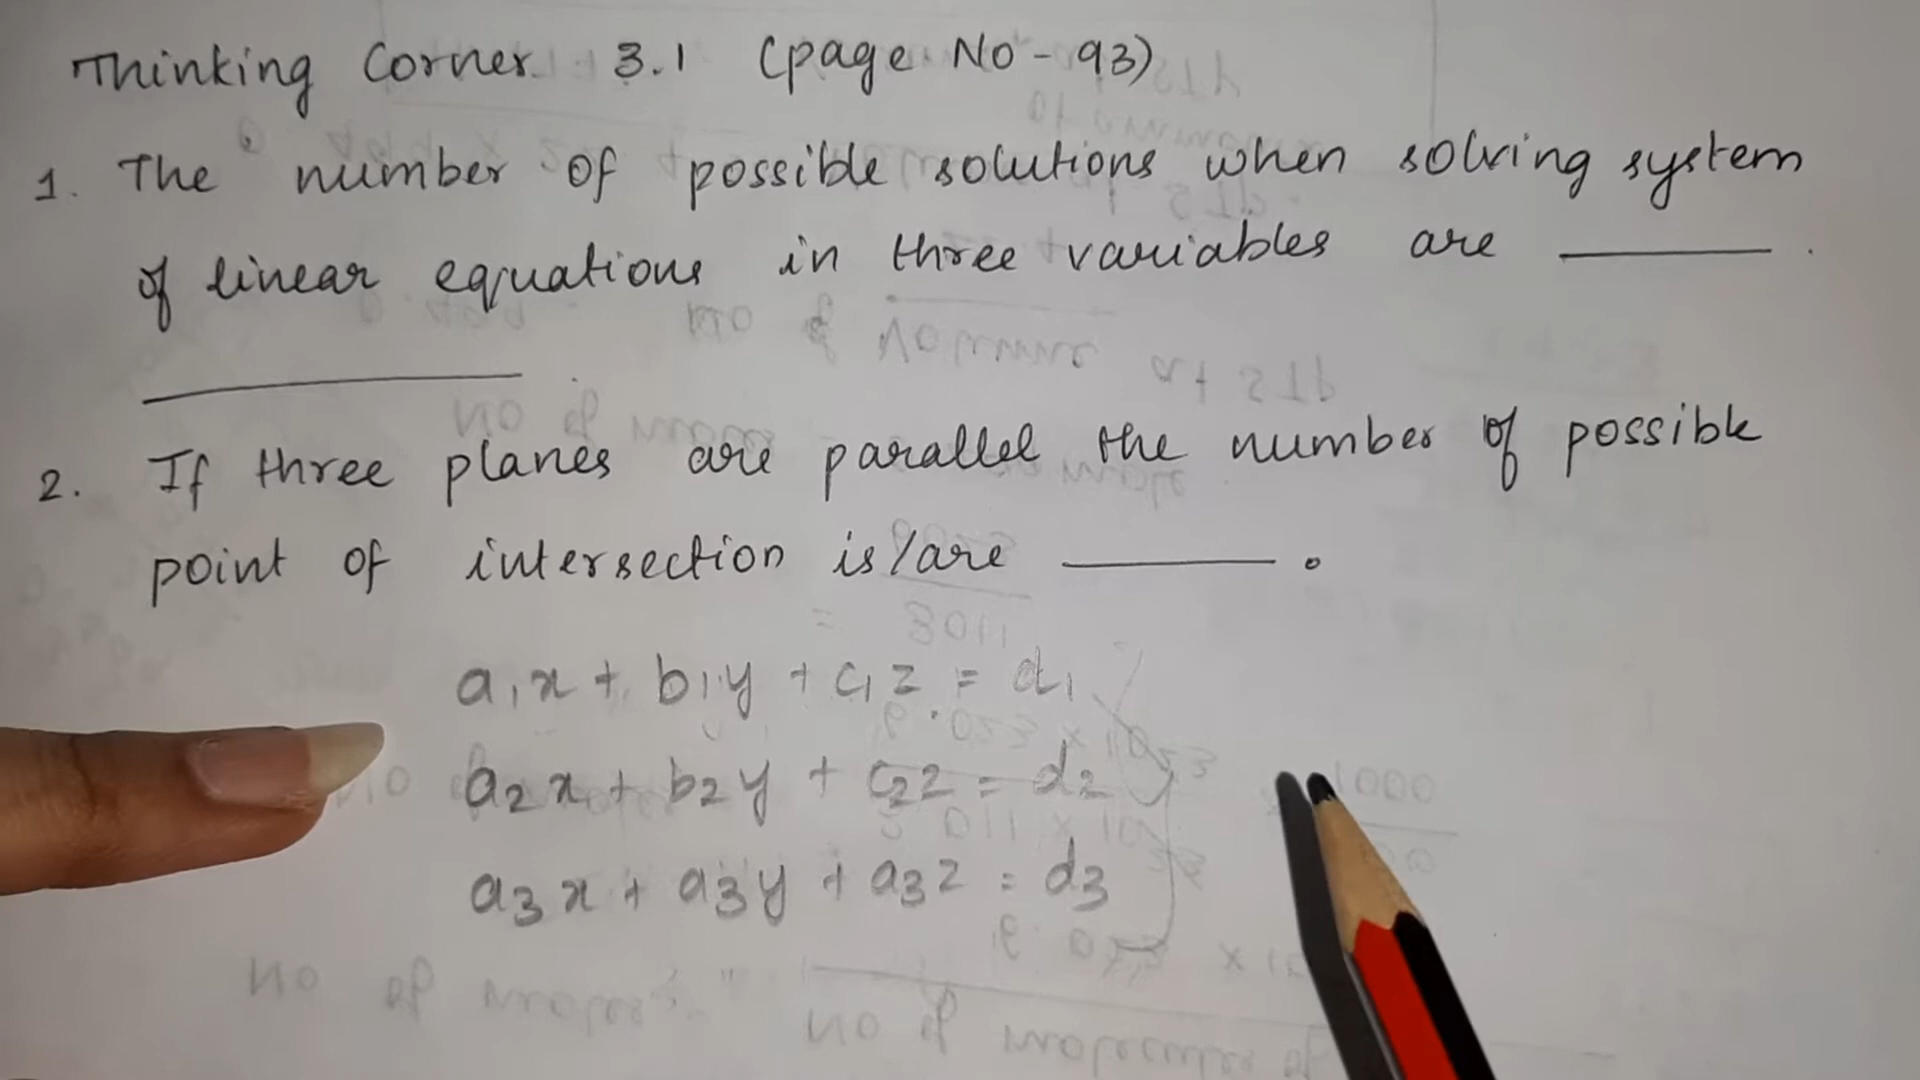 Thinking Corner 3.1 (page No - 93)
1. The number of possible solutions when solving system
of linear equations in three variables are ______.
______.
2. If three planes are parallel the number of possible
point of intersection is/are ______.
a₁x + b₁y + c₁z = d₁
a₂x + b₂y + c₂z = d₂
a₃x + a₃y + a₃z = d₃